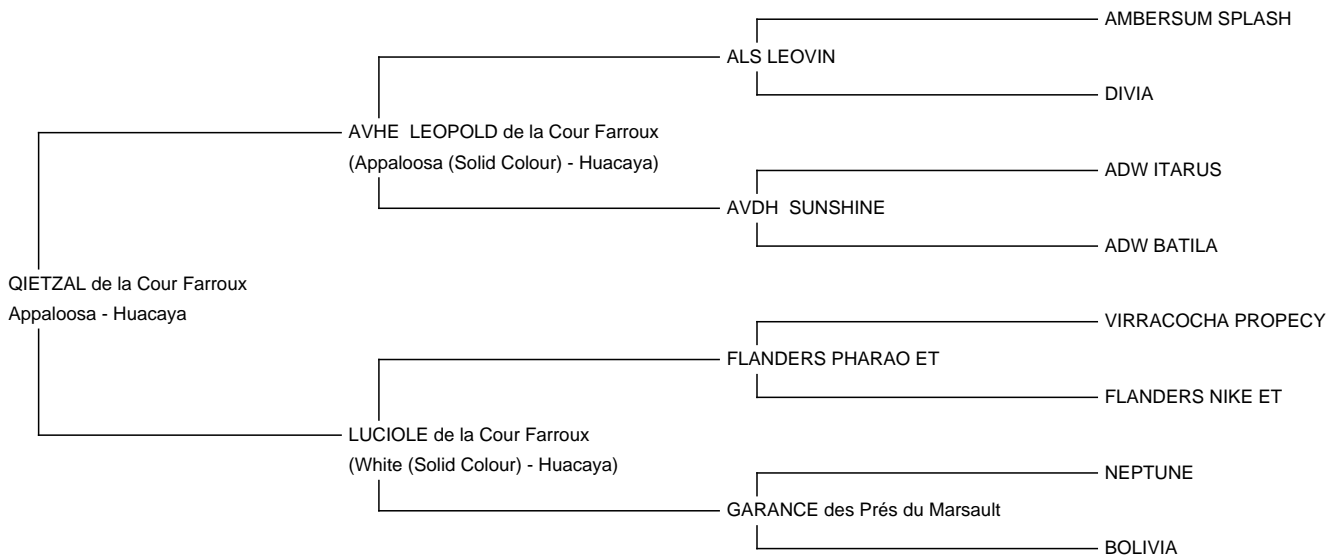 AMBERSUM SPLASH
ALS LEOVIN
DIVIA
AVHE  LEOPOLD de la Cour Farroux
(Appaloosa (Solid Colour) - Huacaya)
ADW ITARUS
AVDH  SUNSHINE
ADW BATILA
QIETZAL de la Cour Farroux
Appaloosa - Huacaya
VIRRACOCHA PROPECY
FLANDERS PHARAO ET
FLANDERS NIKE ET
LUCIOLE de la Cour Farroux
(White (Solid Colour) - Huacaya)
NEPTUNE
GARANCE des Prés du Marsault
BOLIVIA